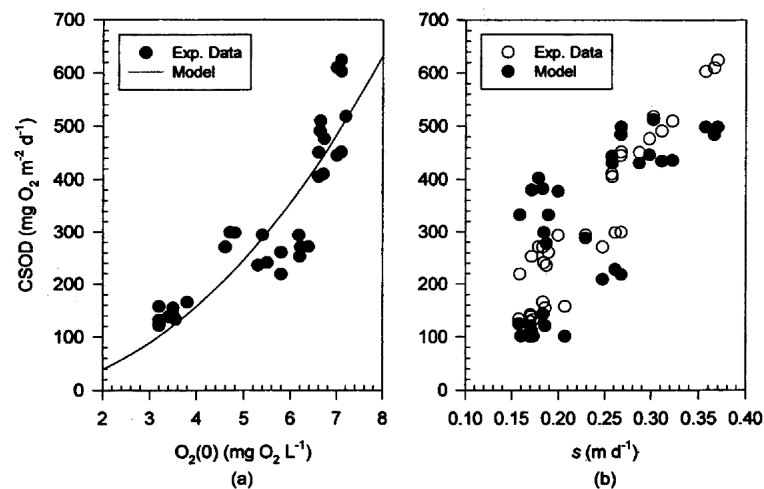 700
600
500
400
300
200
100
0
CSOD (mg O₂ m⁻² d⁻¹)
Exp. Data
Model
2 3 4 5 6 7 8
O₂(0) (mg O₂ L⁻¹)
(a)
700
600
500
400
300
200
100
0
Exp. Data
Model
0.10 0.15 0.20 0.25 0.30 0.35 0.40
s (m d⁻¹)
(b)